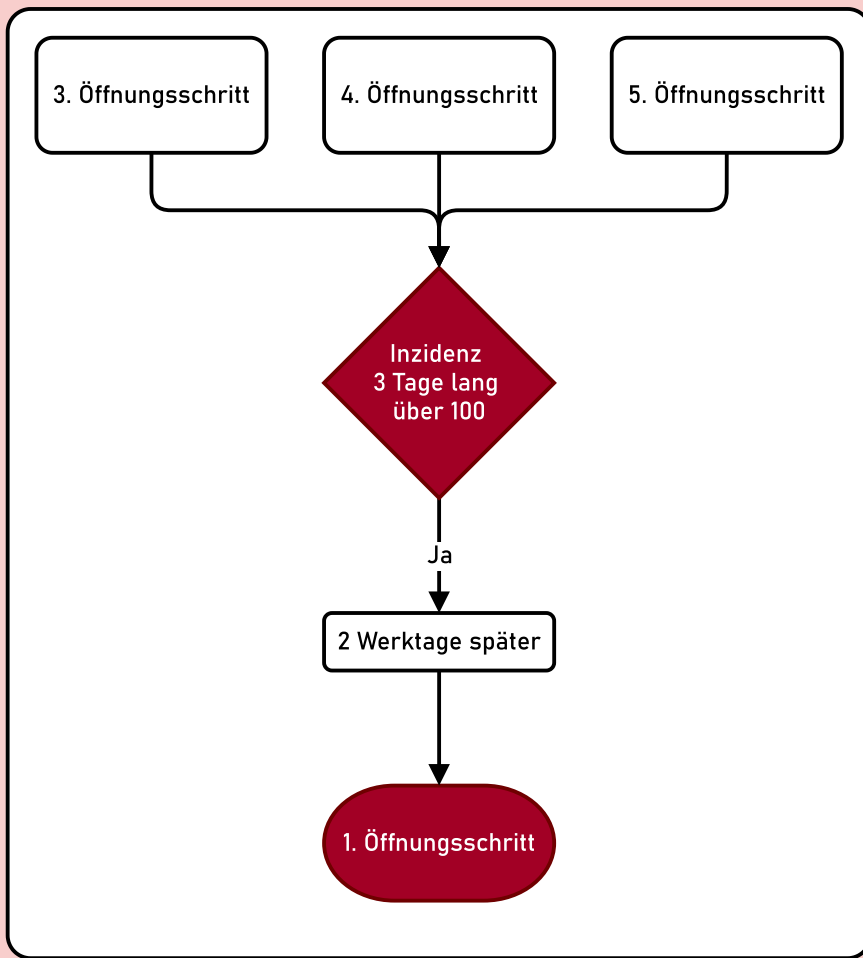 3. Öffnungsschritt
4. Öffnungsschritt
5. Öffnungsschritt
Inzidenz
3 Tage lang
über 100
Ja
2 Werktage später
1. Öffnungsschritt